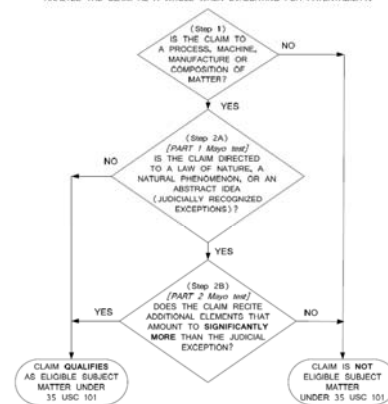 (Step 1)
IS THE CLAIM TO
A PROCESS, MACHINE,
MANUFACTURE OR
COMPOSITION OF
MATTER?
NO
YES
(Step 2A)
[PART 1 Mayo test]
IS THE CLAIM DIRECTED
TO A LAW OF NATURE, A
NATURAL PHENOMENON, OR AN
ABSTRACT IDEA
(JUDICIALLY RECOGNIZED
EXCEPTIONS)?
NO
YES
(Step 2B)
[PART 2 Mayo test]
DOES THE CLAIM RECITE
ADDITIONAL ELEMENTS THAT
AMOUNT TO SIGNIFICANTLY
MORE THAN THE JUDICIAL
EXCEPTION?
YES
NO
CLAIM QUALIFIES
AS ELIGIBLE SUBJECT
MATTER UNDER
35 USC 101
CLAIM IS NOT
ELIGIBLE SUBJECT
MATTER
UNDER 35 USC 101